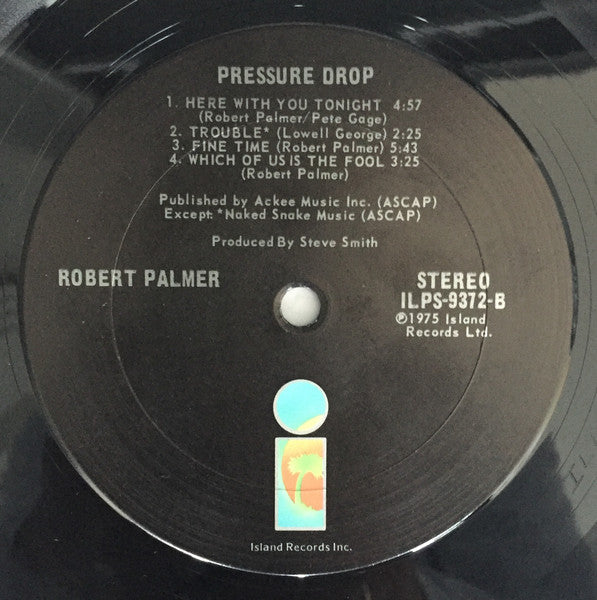 PRESSURE DROP
1. HERE WITH YOU TONIGHT 4:57
(Robert Palmer/Pete Gage)
2. TROUBLE* (Lowell George) 2:25
3. FINE TIME (Robert Palmer) 5:43
4. WHICH OF US IS THE FOOL 3:25
(Robert Palmer)
Published by Ackee Music Inc. (ASCAP)
Except: *Naked Snake Music (ASCAP)
Produced By Steve Smith
ROBERT PALMER
STEREO
ILPS-9372-B
℗1975 Island
Records Ltd.
Island Records Inc.